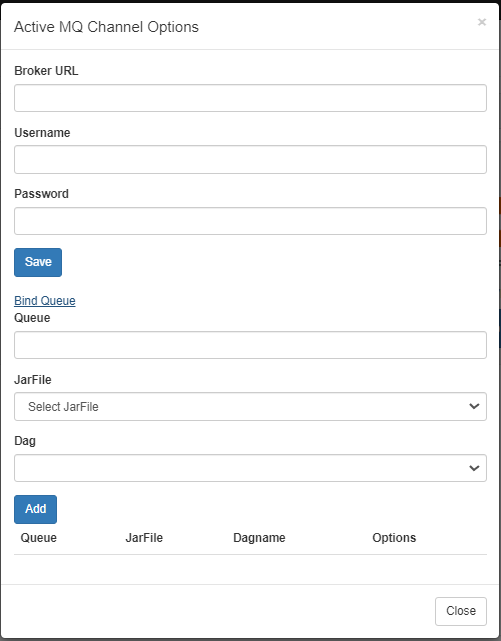 Active MQ Channel Options ×
Broker URL
Username
Password
Save
Bind Queue
Queue
JarFile
Select JarFile
Dag
Add
Queue JarFile Dagname Options
Close